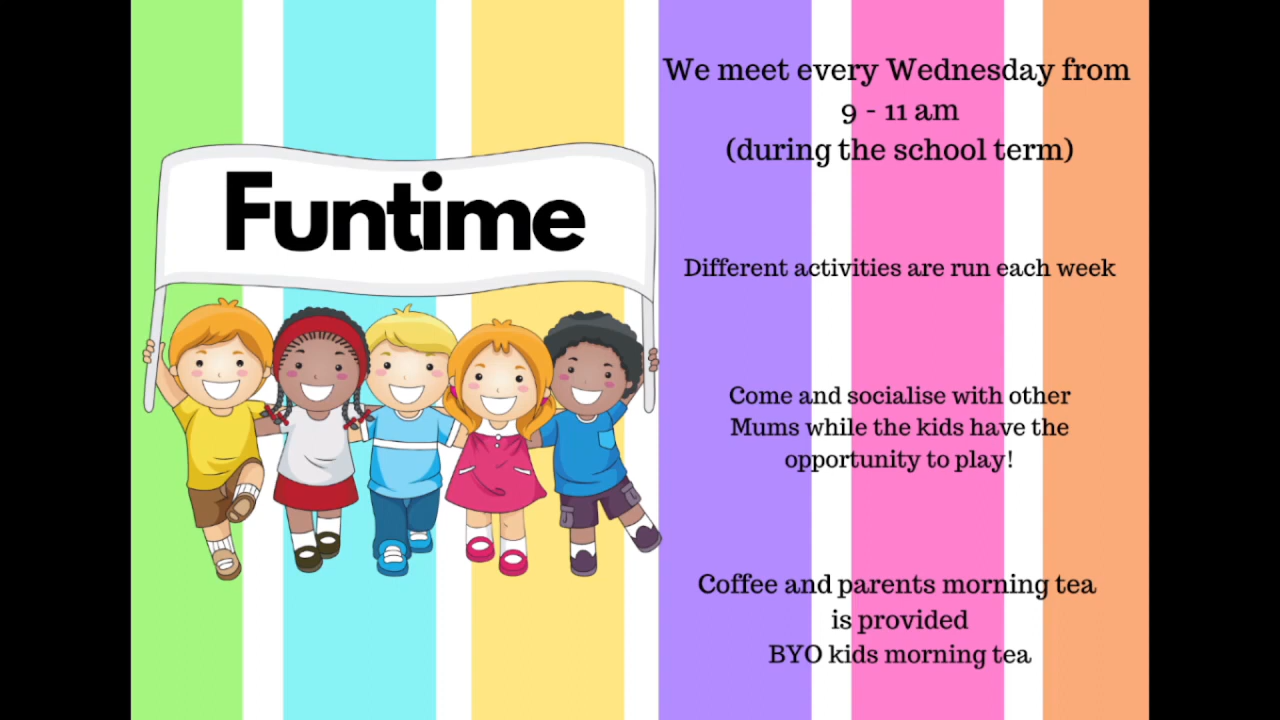 Funtime
We meet every Wednesday from
9 - 11 am
(during the school term)
Different activities are run each week
Come and socialise with other
Mums while the kids have the
opportunity to play!
Coffee and parents morning tea
is provided
BYO kids morning tea